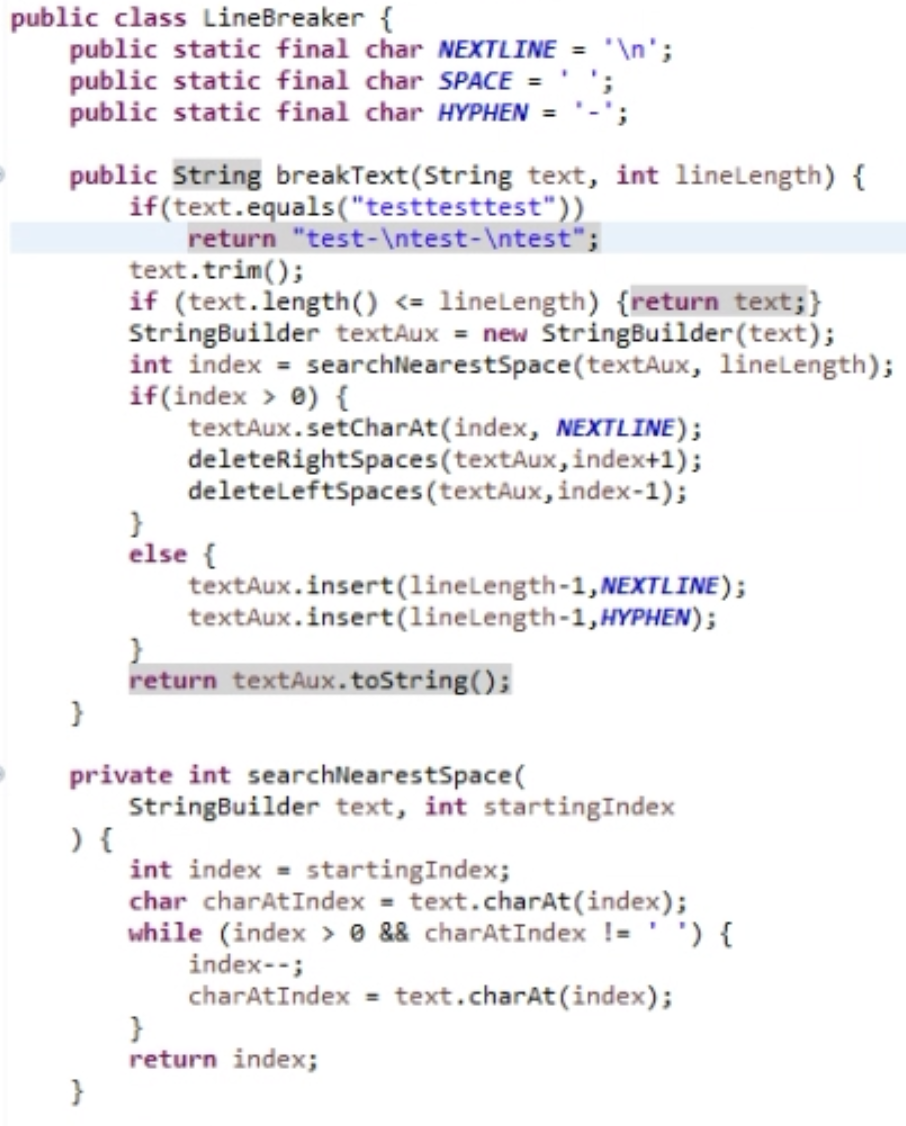 public class LineBreaker {
    public static final char NEXTLINE = '\n';
    public static final char SPACE = ' ';
    public static final char HYPHEN = '-';

    public String breakText(String text, int lineLength) {
        if(text.equals("testtesttest"))
            return "test-\ntest-\ntest";
        text.trim();
        if (text.length() <= lineLength) {return text;}
        StringBuilder textAux = new StringBuilder(text);
        int index = searchNearestSpace(textAux, lineLength);
        if(index > 0) {
            textAux.setCharAt(index, NEXTLINE);
            deleteRightSpaces(textAux,index+1);
            deleteLeftSpaces(textAux,index-1);
        }
        else {
            textAux.insert(lineLength-1,NEXTLINE);
            textAux.insert(lineLength-1,HYPHEN);
        }
        return textAux.toString();
    }

    private int searchNearestSpace(
        StringBuilder text, int startingIndex
    ) {
        int index = startingIndex;
        char charAtIndex = text.charAt(index);
        while (index > 0 && charAtIndex != ' ') {
            index--;
            charAtIndex = text.charAt(index);
        }
        return index;
    }